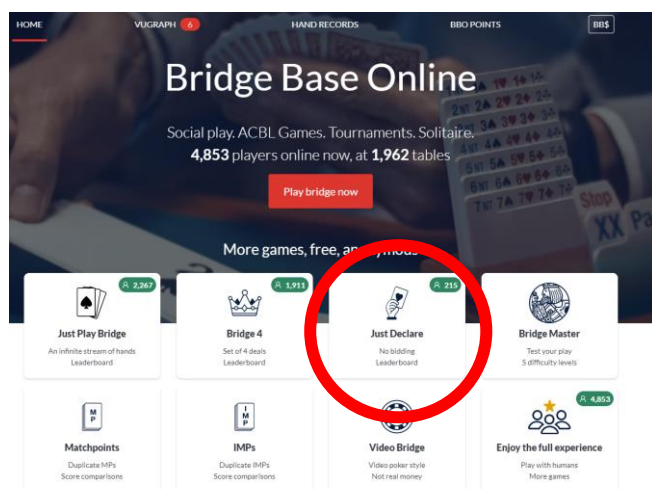 HOME VUGRAPH 6 HAND RECORDS BBO POINTS BB$
Bridge Base Online
Social play. ACBL Games. Tournaments. Solitaire.
4,853 players online now, at 1,962 tables
Play bridge now
More games, free,
2,267 1,911 215
Just Play Bridge Bridge 4 Just Declare Bridge Master
An infinite stream of hands Set of 4 deals No bidding Test your play
Leaderboard Leaderboard Leaderboard 5 difficulty levels
4,853
M P I M P
Matchpoints IMPs Video Bridge Enjoy the full experience
Duplicate MPs Duplicate IMPs Video poker style Play with humans
Score comparisons Score comparisons Not real money More games
Stop
XX Pa